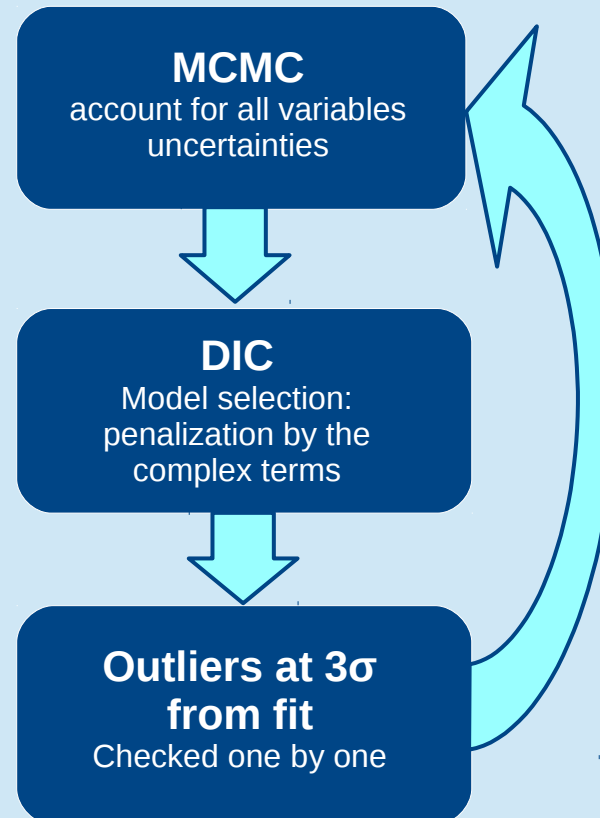 MCMC
account for all variables
uncertainties
DIC
Model selection:
penalization by the
complex terms
Outliers at 3σ
from fit
Checked one by one